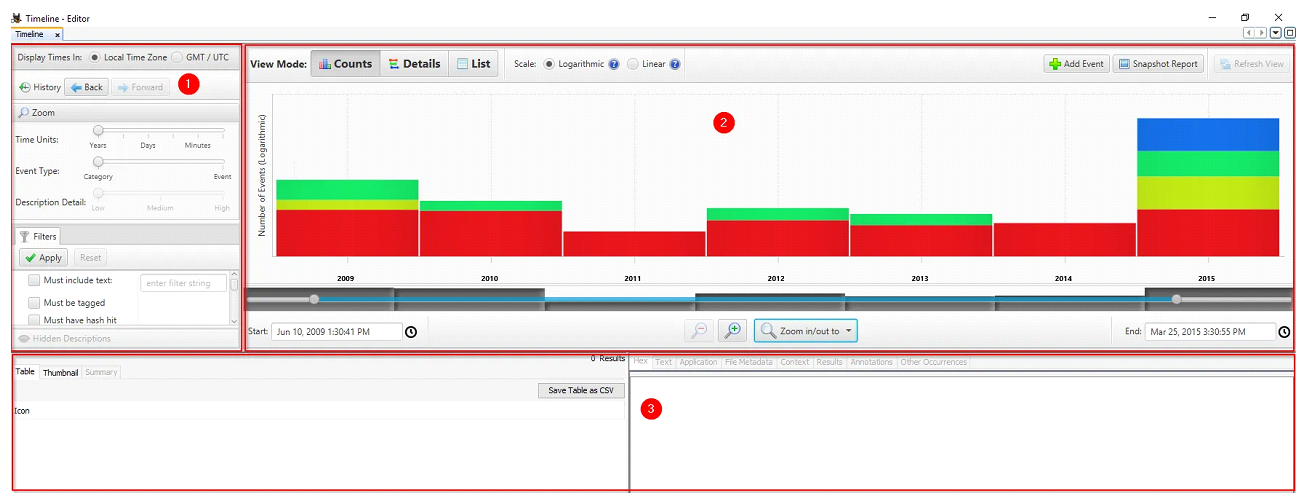 Timeline - Editor
Timeline x
Display Times In: Local Time Zone GMT / UTC
History Back Forward
1
Zoom
Time Units:
Years Days Minutes
Event Type:
Category Event
Description Detail:
Low Medium High
Filters
Apply Reset
Must include text: enter filter string
Must be tagged
Must have hash hit
Hidden Descriptions
View Mode: Counts Details List Scale: Logarithmic ? Linear ? Add Event Snapshot Report Refresh View
2
Number of Events (Logarithmic)
2009 2010 2011 2012 2013 2014 2015
Start: Jun 10, 2009 1:30:41 PM Zoom in/out to End: Mar 25, 2015 3:30:55 PM
0 Results
Table Thumbnail Summary
Save Table as CSV
Icon
Hex Text Application File Metadata Context Results Annotations Other Occurrences
3